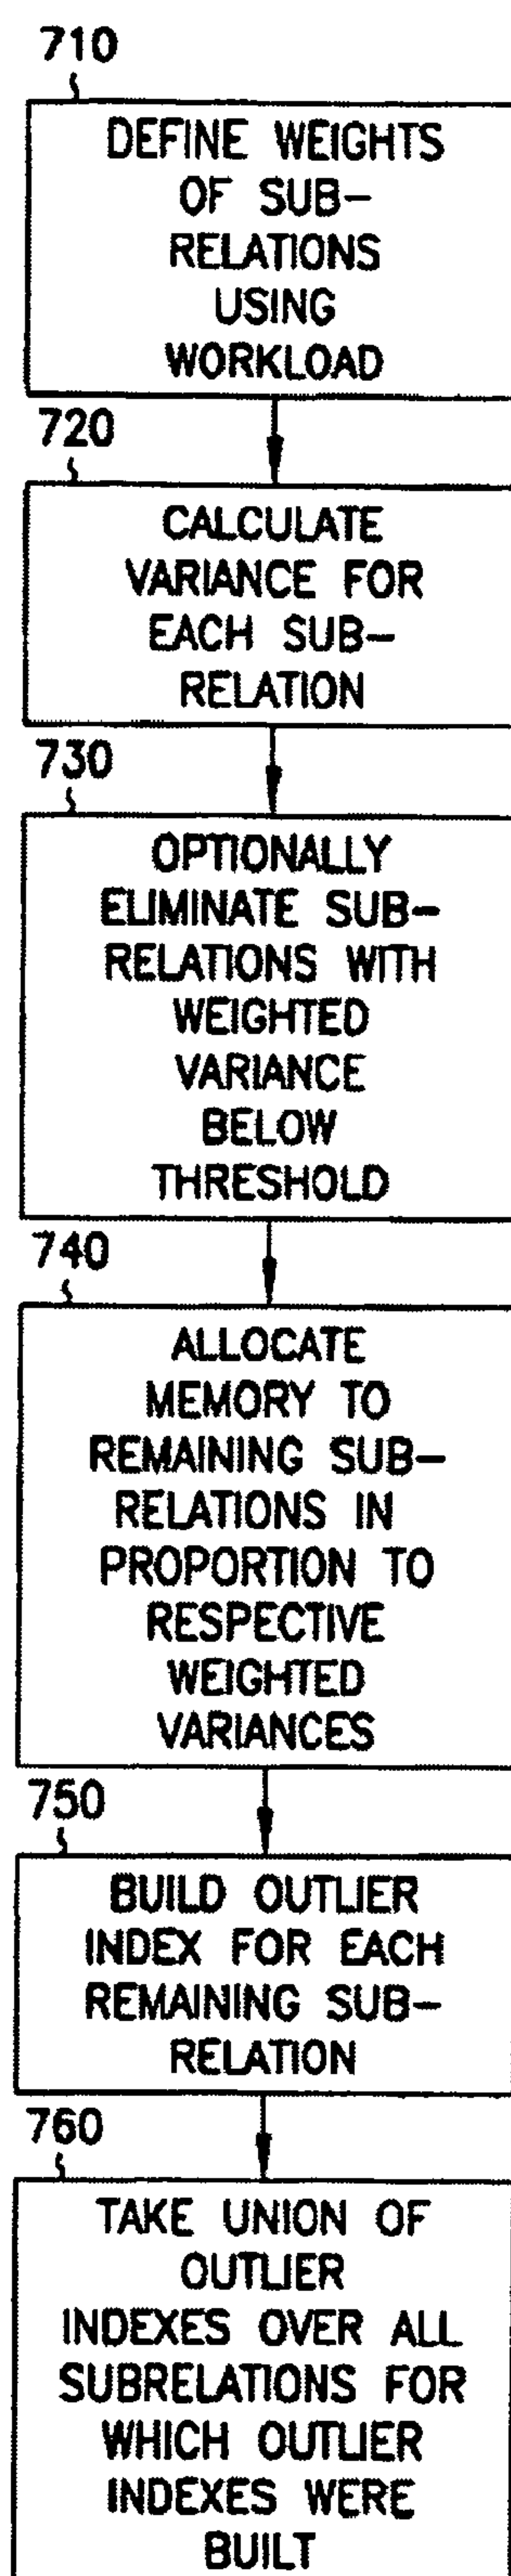 710
DEFINE WEIGHTS
OF SUB-
RELATIONS
USING
WORKLOAD
720
CALCULATE
VARIANCE FOR
EACH SUB-
RELATION
730
OPTIONALLY
ELIMINATE SUB-
RELATIONS WITH
WEIGHTED
VARIANCE
BELOW
THRESHOLD
740
ALLOCATE
MEMORY TO
REMAINING SUB-
RELATIONS IN
PROPORTION TO
RESPECTIVE
WEIGHTED
VARIANCES
750
BUILD OUTLIER
INDEX FOR EACH
REMAINING SUB-
RELATION
760
TAKE UNION OF
OUTLIER
INDEXES OVER ALL
SUBRELATIONS FOR
WHICH OUTLIER
INDEXES WERE
BUILT